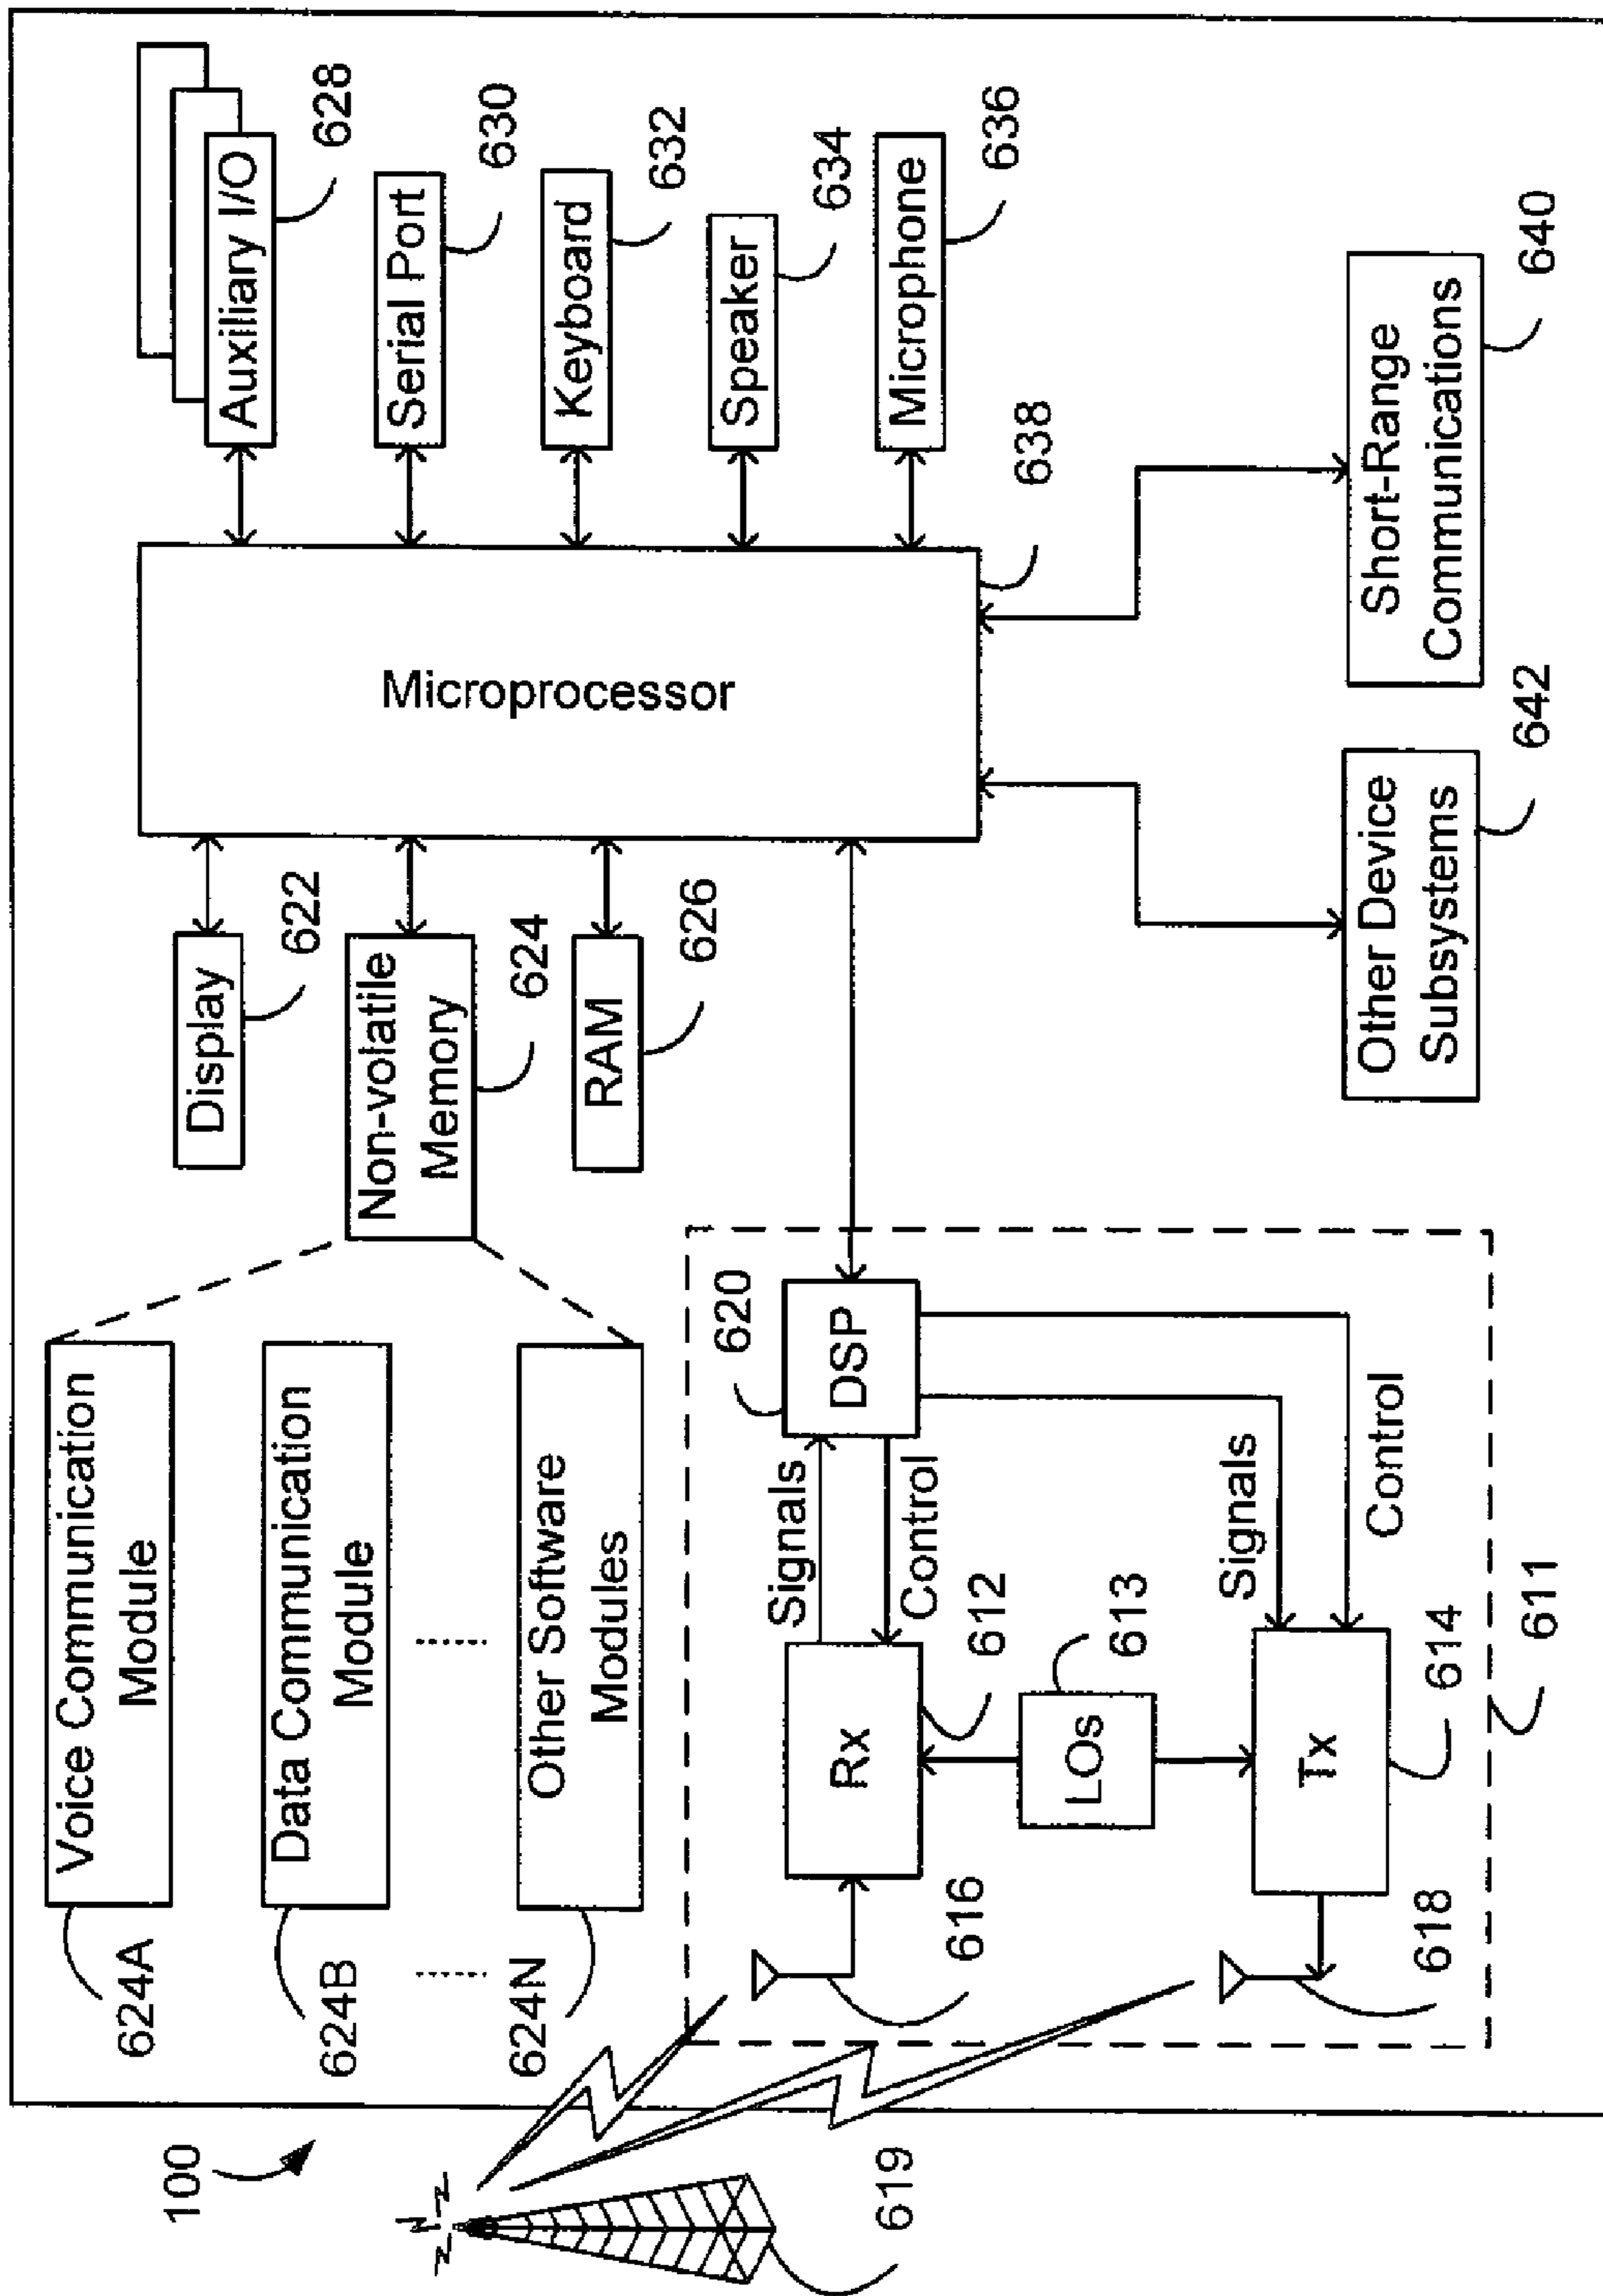 100
619
Voice Communication
Module
624A
Data Communication
Module
624B
Other Software
Modules
624N
Display
622
Non-volatile
Memory
624
RAM
626
Microprocessor
638
Auxiliary I/O
628
Serial Port
630
Keyboard
632
Speaker
634
Microphone
636
Short-Range
Communications
640
Other Device
Subsystems
642
DSP
620
Signals
Control
Rx
612
LOs
613
Signals
Control
Tx
614
616
618
611